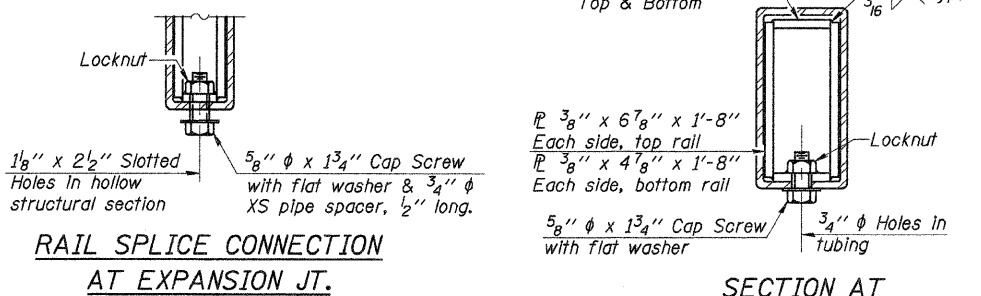 Locknut
1 1/8" x 2 1/2" Slotted
Holes in hollow
structural section
5/8" φ x 1 3/4" Cap Screw
with flat washer & 3/4" φ
XS pipe spacer, 1/2" long.
RAIL SPLICE CONNECTION
AT EXPANSION JT.
Top & Bottom
3/16
℄ 3/8" x 6 7/8" x 1'-8"
Each side, top rail
℄ 3/8" x 4 7/8" x 1'-8"
Each side, bottom rail
Locknut
5/8" φ x 1 3/4" Cap Screw
with flat washer
3/4" φ Holes in
tubing
SECTION AT